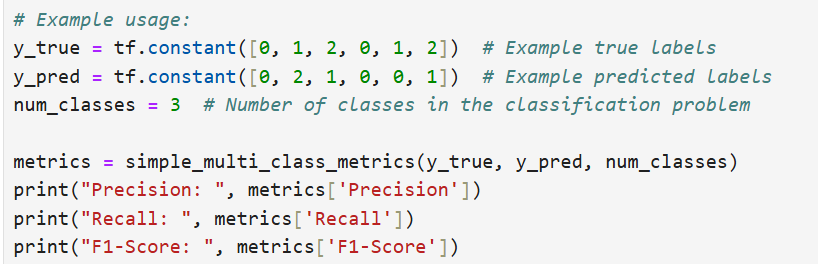 # Example usage:
y_true = tf.constant([0, 1, 2, 0, 1, 2])  # Example true labels
y_pred = tf.constant([0, 2, 1, 0, 0, 1])  # Example predicted labels
num_classes = 3  # Number of classes in the classification problem
metrics = simple_multi_class_metrics(y_true, y_pred, num_classes)
print("Precision: ", metrics['Precision'])
print("Recall: ", metrics['Recall'])
print("F1-Score: ", metrics['F1-Score'])